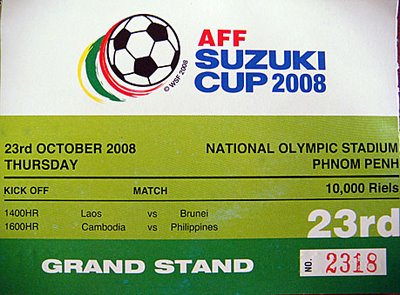 AFF
SUZUKI
CUP 2008
© WSF 2008
23rd OCTOBER 2008 NATIONAL OLYMPIC STADIUM
THURSDAY PHNOM PENH
KICK OFF MATCH 10,000 Riels
1400HR Laos vs Brunei
1600HR Cambodia vs Philippines
23rd
GRAND STAND NO. 2318